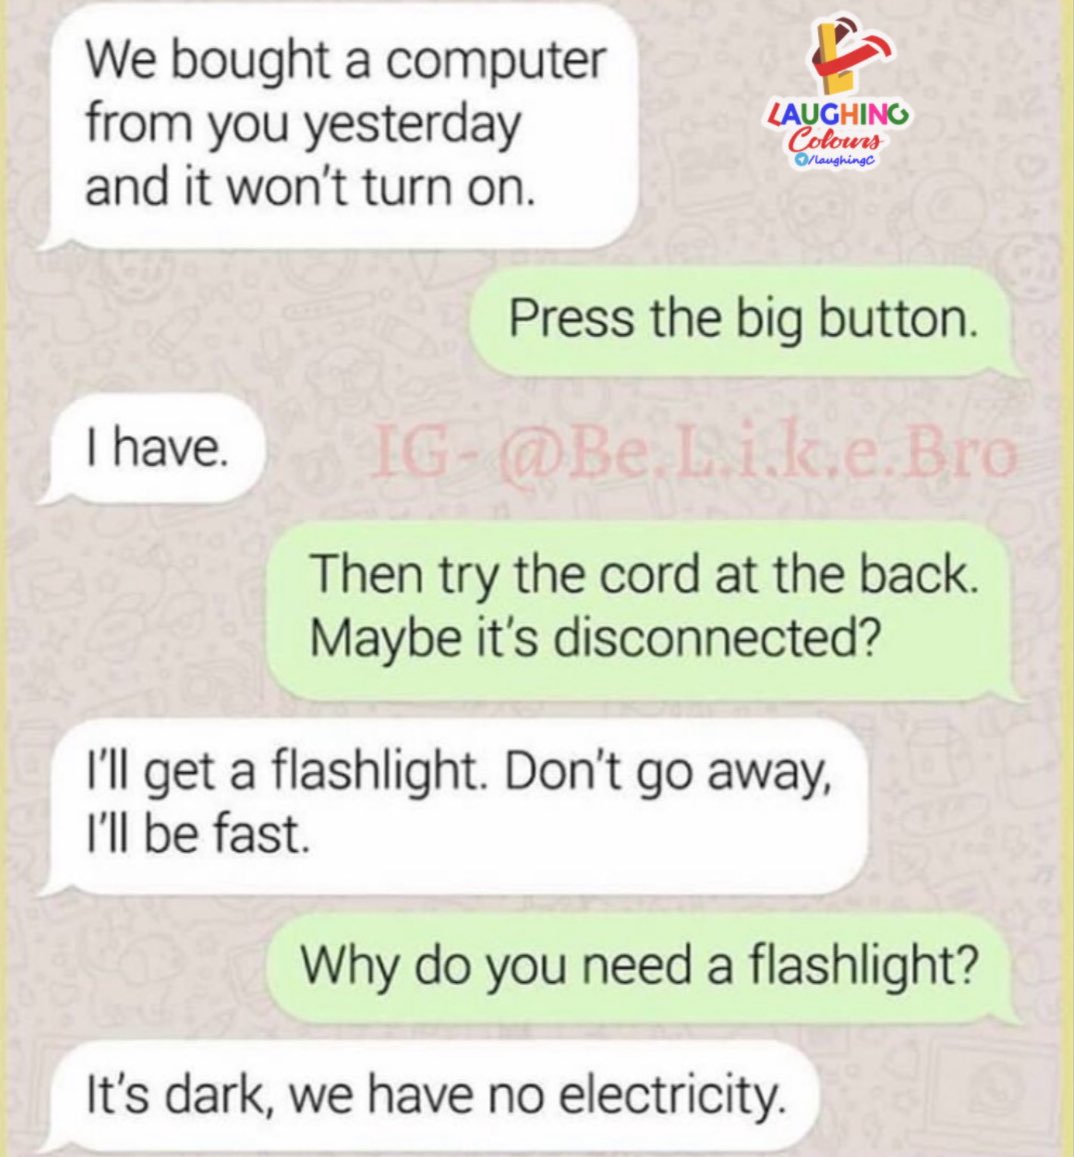 We bought a computer
from you yesterday
and it won't turn on.
LAUGHING
Colours
/laughingC
Press the big button.
I have.
IG- @Be.L.i.k.e.Bro
Then try the cord at the back.
Maybe it's disconnected?
I'll get a flashlight. Don't go away,
I'll be fast.
Why do you need a flashlight?
It's dark, we have no electricity.